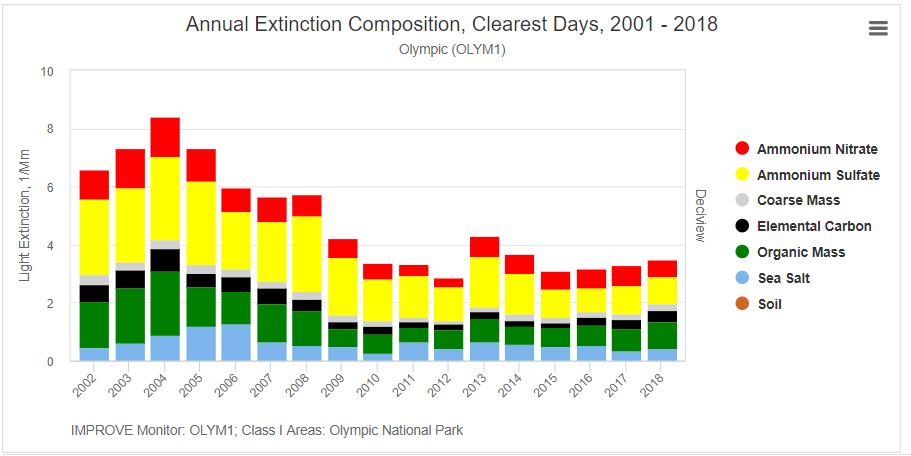 Annual Extinction Composition, Clearest Days, 2001 - 2018
Olympic (OLYM1)
10
8
6
4
2
0
Light Extinction, 1/Mm
Deciview
2002
2003
2004
2005
2006
2007
2008
2009
2010
2011
2012
2013
2014
2015
2016
2017
2018
Ammonium Nitrate
Ammonium Sulfate
Coarse Mass
Elemental Carbon
Organic Mass
Sea Salt
Soil
IMPROVE Monitor: OLYM1; Class I Areas: Olympic National Park